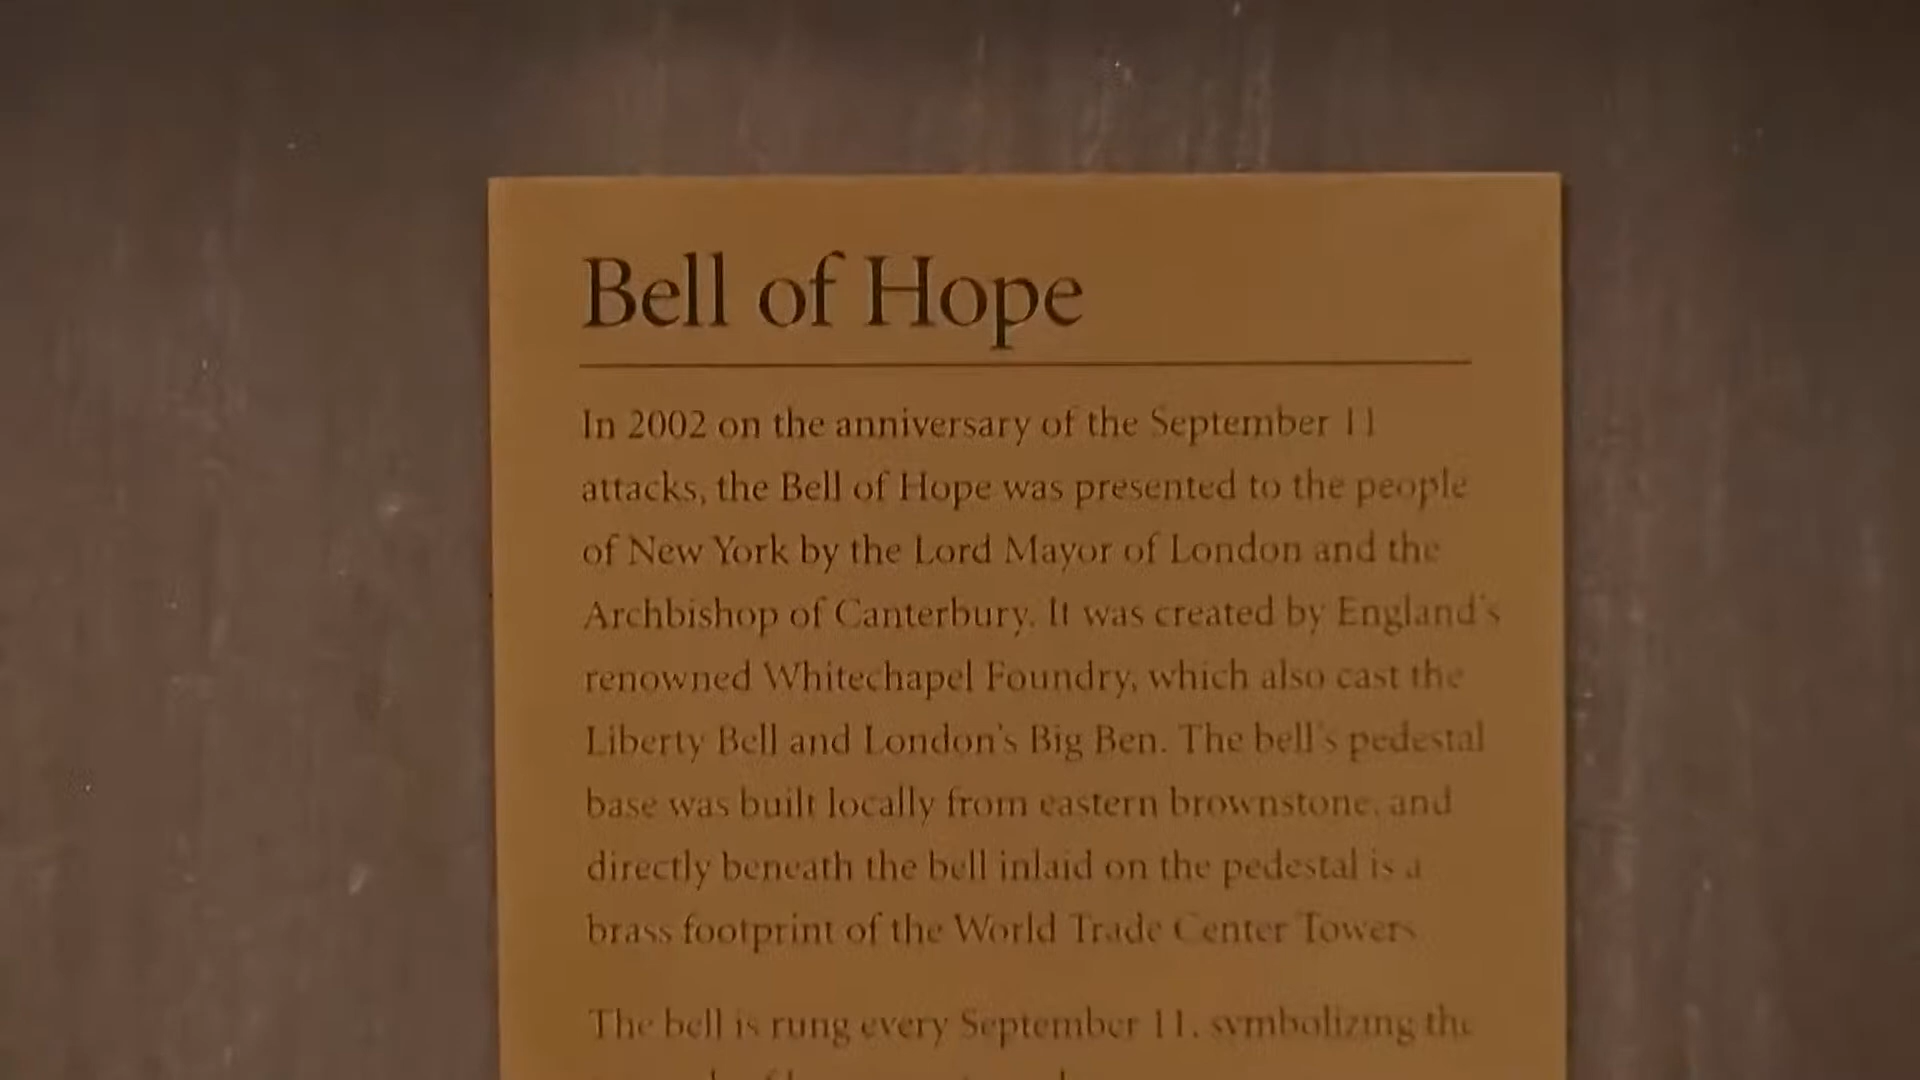 Bell of Hope
In 2002 on the anniversary of the September 11
attacks, the Bell of Hope was presented to the people
of New York by the Lord Mayor of London and the
Archbishop of Canterbury. It was created by England's
renowned Whitechapel Foundry, which also cast the
Liberty Bell and London's Big Ben. The bell's pedestal
base was built locally from eastern brownstone, and
directly beneath the bell inlaid on the pedestal is a
brass footprint of the World Trade Center Towers
The bell is rung every September 11, symbolizing the